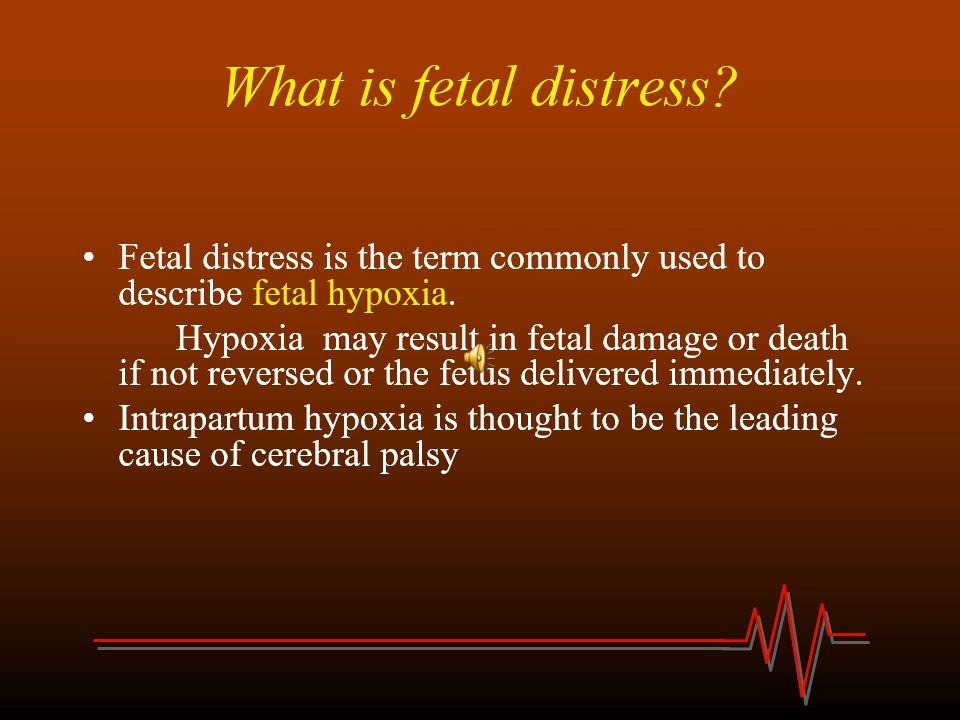 What is fetal distress?
• Fetal distress is the term commonly used to
describe fetal hypoxia.
Hypoxia may result in fetal damage or death
if not reversed or the fetus delivered immediately.
• Intrapartum hypoxia is thought to be the leading
cause of cerebral palsy